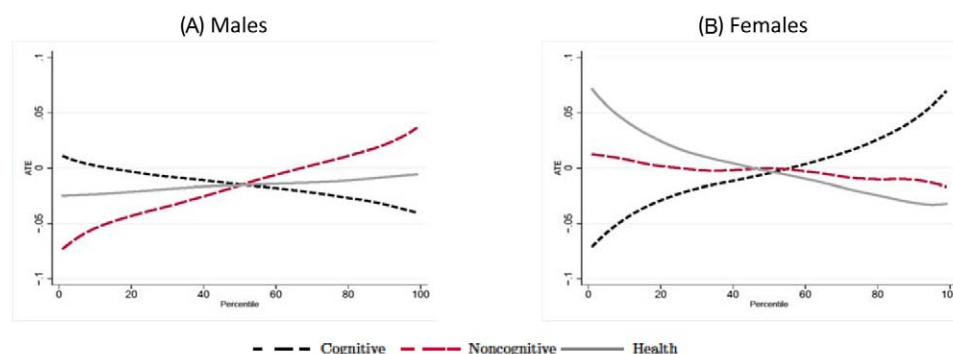 (A) Males (B) Females
.1 .1
.05 .05
ATE 0 ATE 0
-.05 -.05
-.1 -.1
0 20 40 60 80 100 0 20 40 60 80 100
Percentile Percentile
Cognitive Noncognitive Health